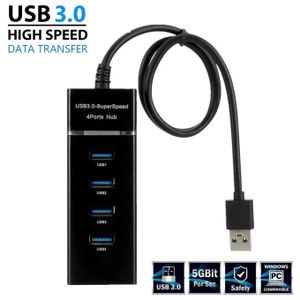 USB 3.0
HIGH SPEED
DATA TRANSFER
USB3.0-SuperSpeed
4Ports Hub
USB1
USB2
USB3
USB4
USB 3.0
5GBit
Per Sec
Safety
WINDOWS
PC
COMPATIBLE